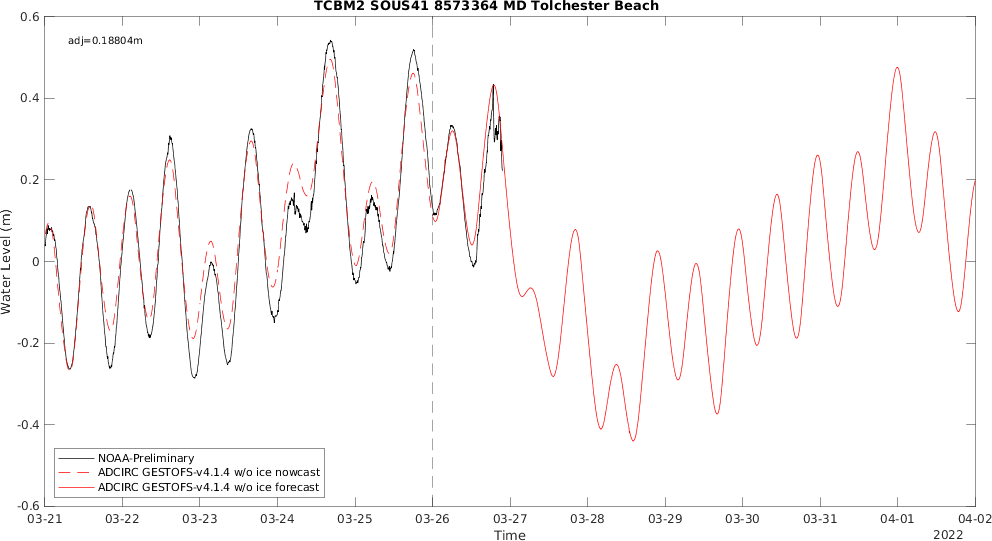 TCBM2 SOUS41 8573364 MD Tolchester Beach
adj=0.18804m
0.6
0.4
0.2
0
-0.2
-0.4
-0.6
Water Level (m)
NOAA-Preliminary
ADCIRC GESTOFS-v4.1.4 w/o ice nowcast
ADCIRC GESTOFS-v4.1.4 w/o ice forecast
03-21 03-22 03-23 03-24 03-25 03-26 03-27 03-28 03-29 03-30 03-31 04-01 04-02
Time
2022